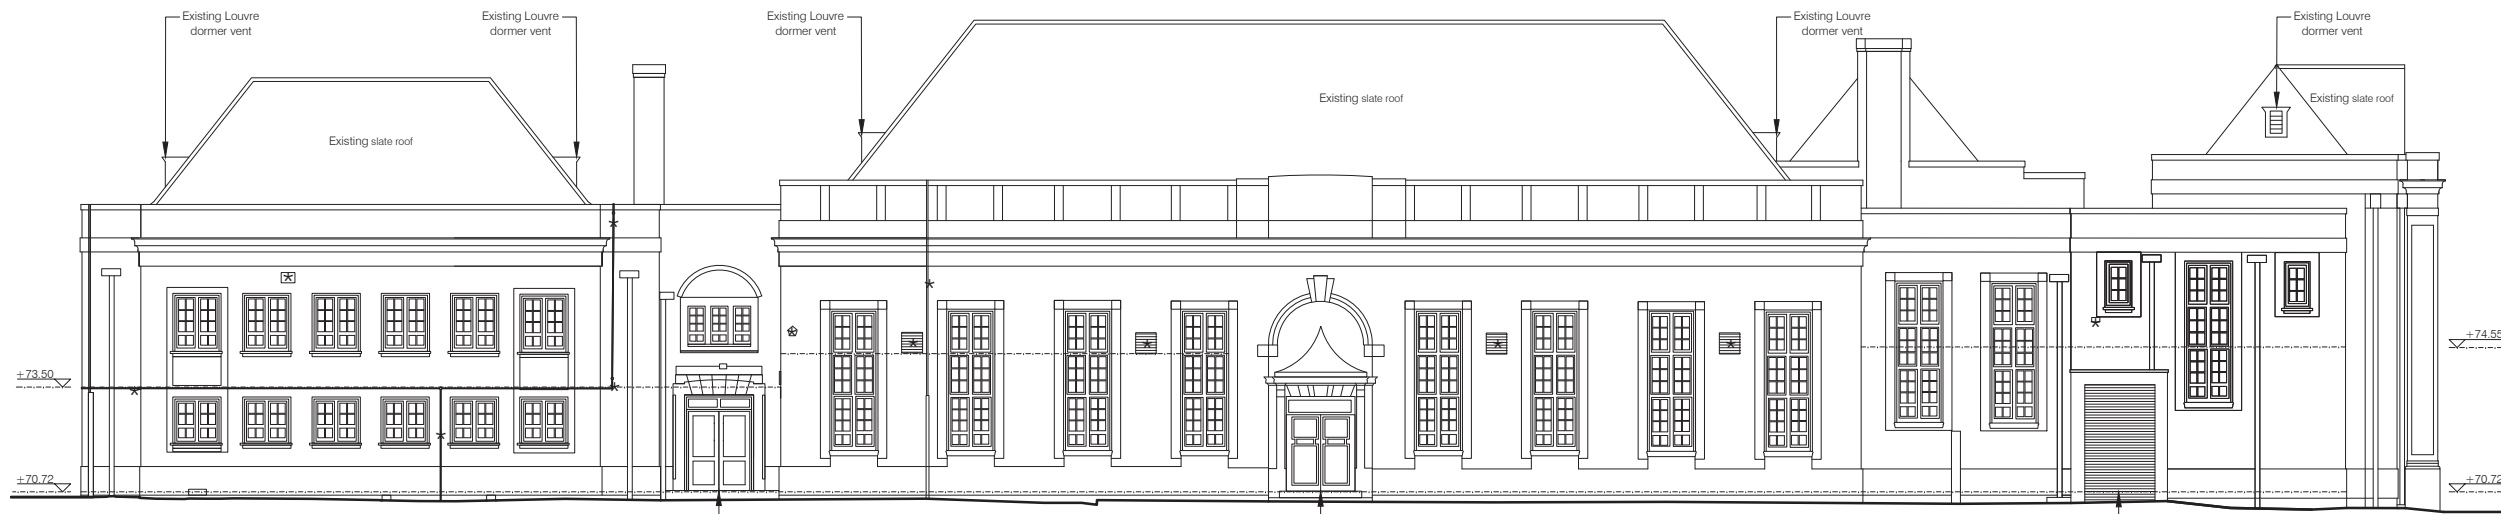 Existing Louvre
dormer vent
Existing Louvre
dormer vent
Existing Louvre
dormer vent
Existing Louvre
dormer vent
Existing Louvre
dormer vent
Existing slate roof
Existing slate roof
Existing slate roof
+73.50
+74.55
+70.72
+70.72